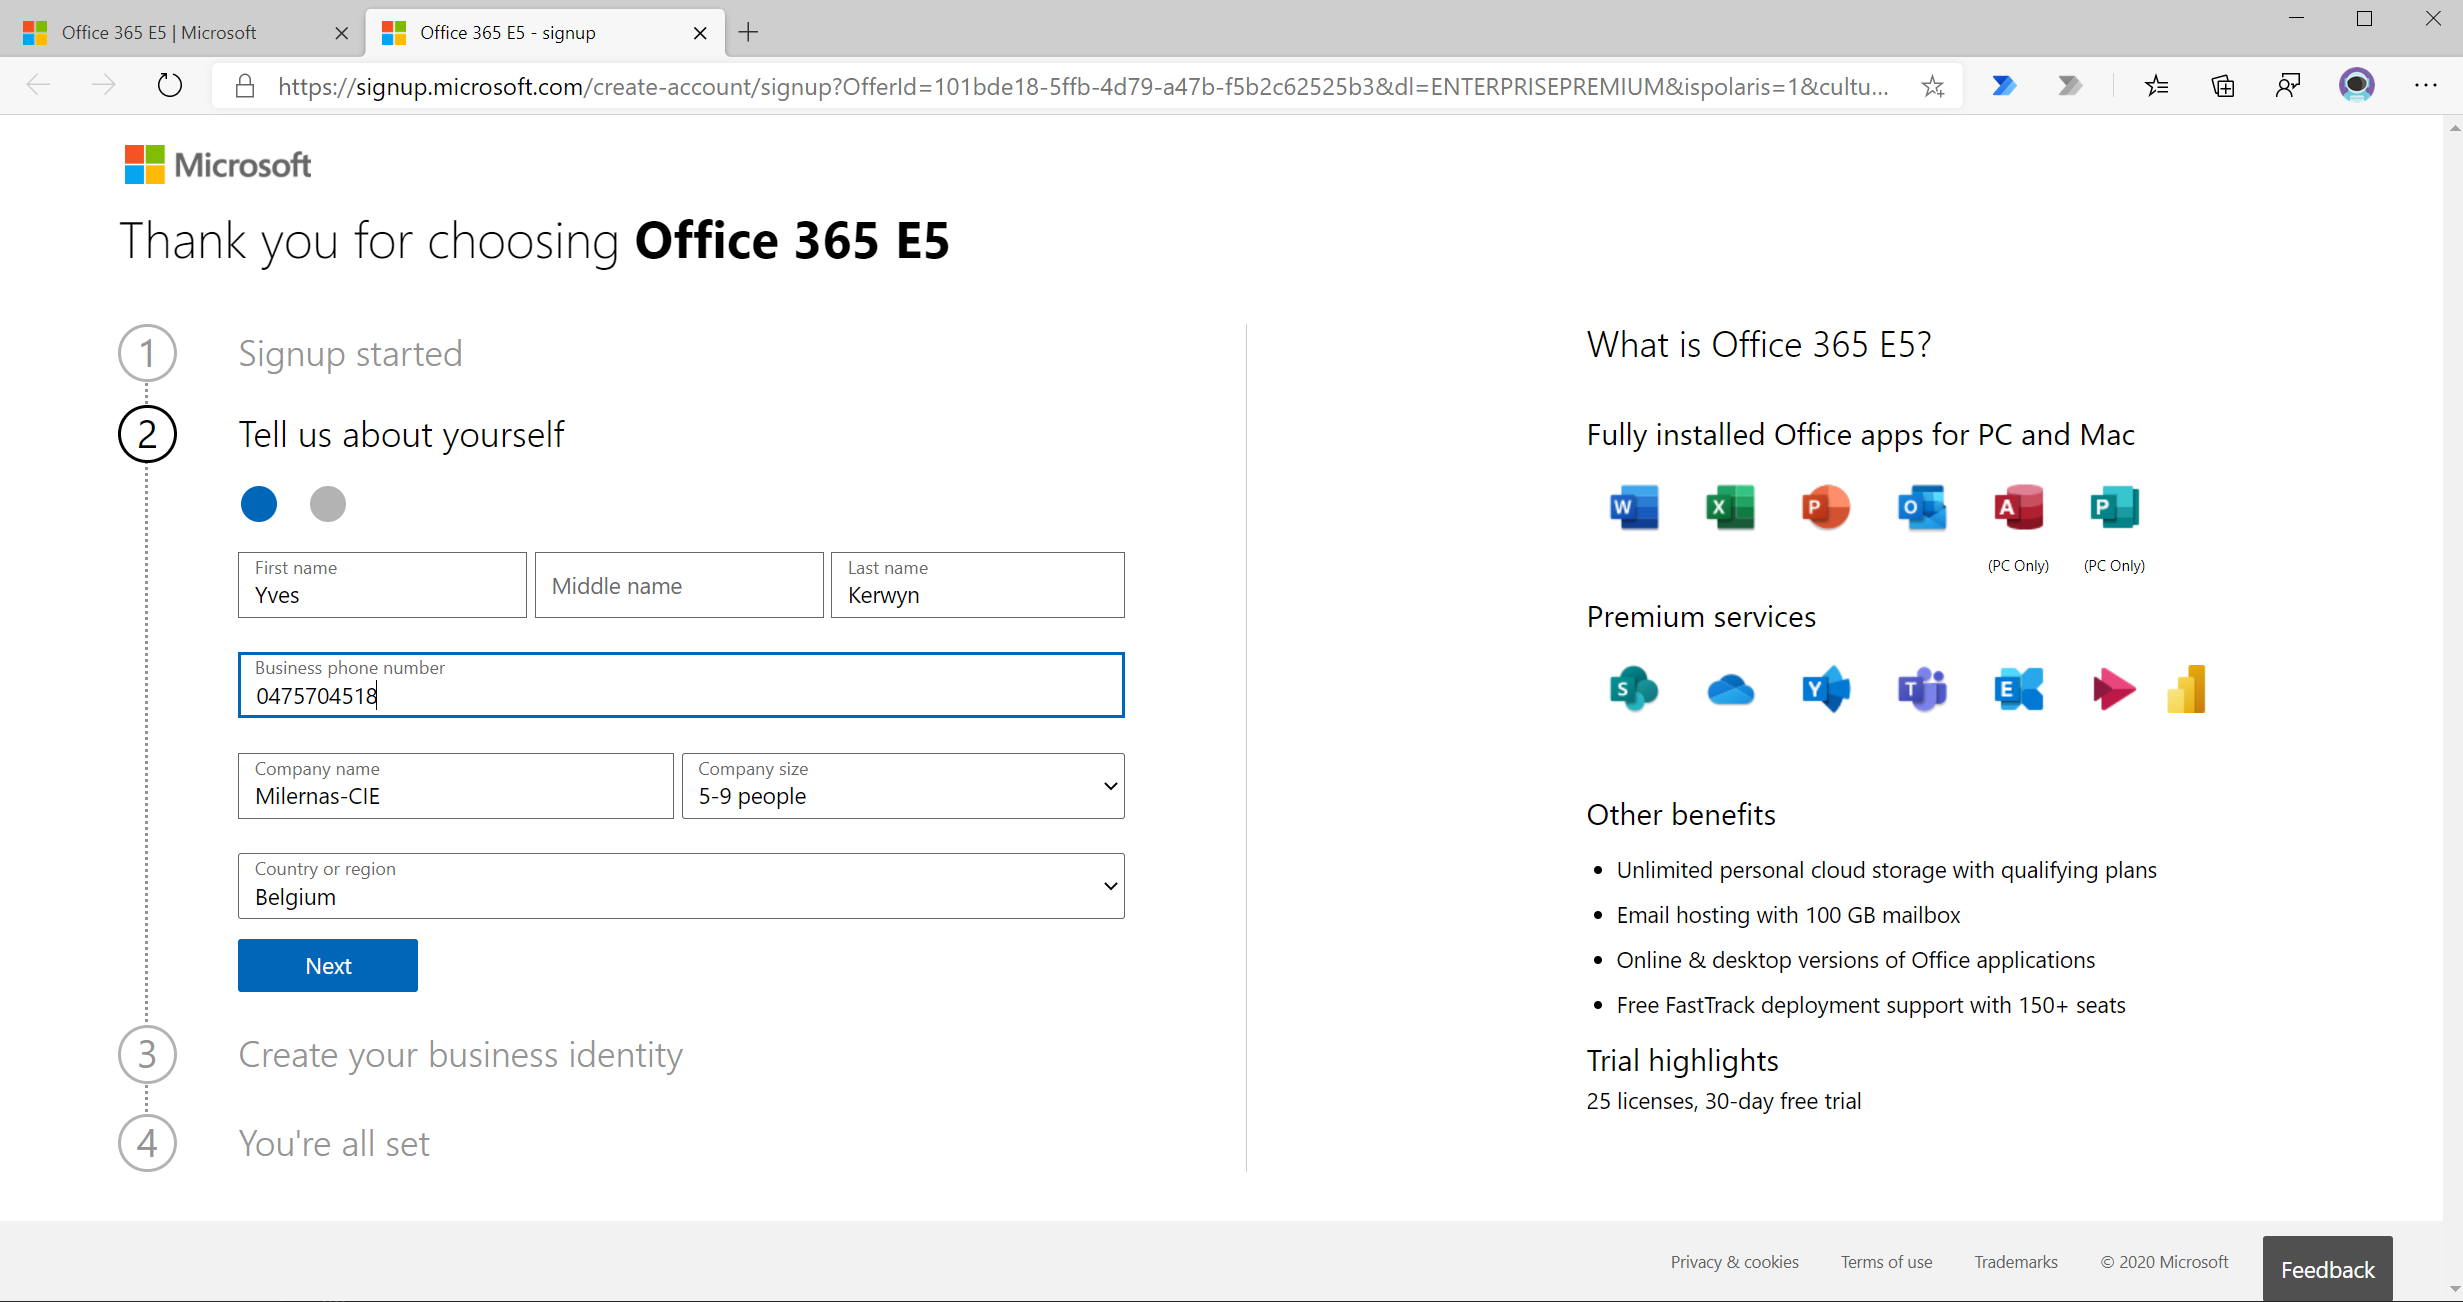 Office 365 E5 | Microsoft
Office 365 E5 - signup
https://signup.microsoft.com/create-account/signup?OfferId=101bde18-5ffb-4d79-a47b-f5b2c62525b3&dl=ENTERPRISEPREMIUM&ispolaris=1&cultu...
Microsoft
Thank you for choosing Office 365 E5
1 Signup started
2 Tell us about yourself
First name
Yves
Middle name
Last name
Kerwyn
Business phone number
0475704518
Company name
Milernas-CIE
Company size
5-9 people
Country or region
Belgium
Next
3 Create your business identity
4 You're all set
What is Office 365 E5?
Fully installed Office apps for PC and Mac
W X P O A P
(PC Only) (PC Only)
Premium services
S Y T E
Other benefits
• Unlimited personal cloud storage with qualifying plans
• Email hosting with 100 GB mailbox
• Online & desktop versions of Office applications
• Free FastTrack deployment support with 150+ seats
Trial highlights
25 licenses, 30-day free trial
Privacy & cookies Terms of use Trademarks © 2020 Microsoft
Feedback